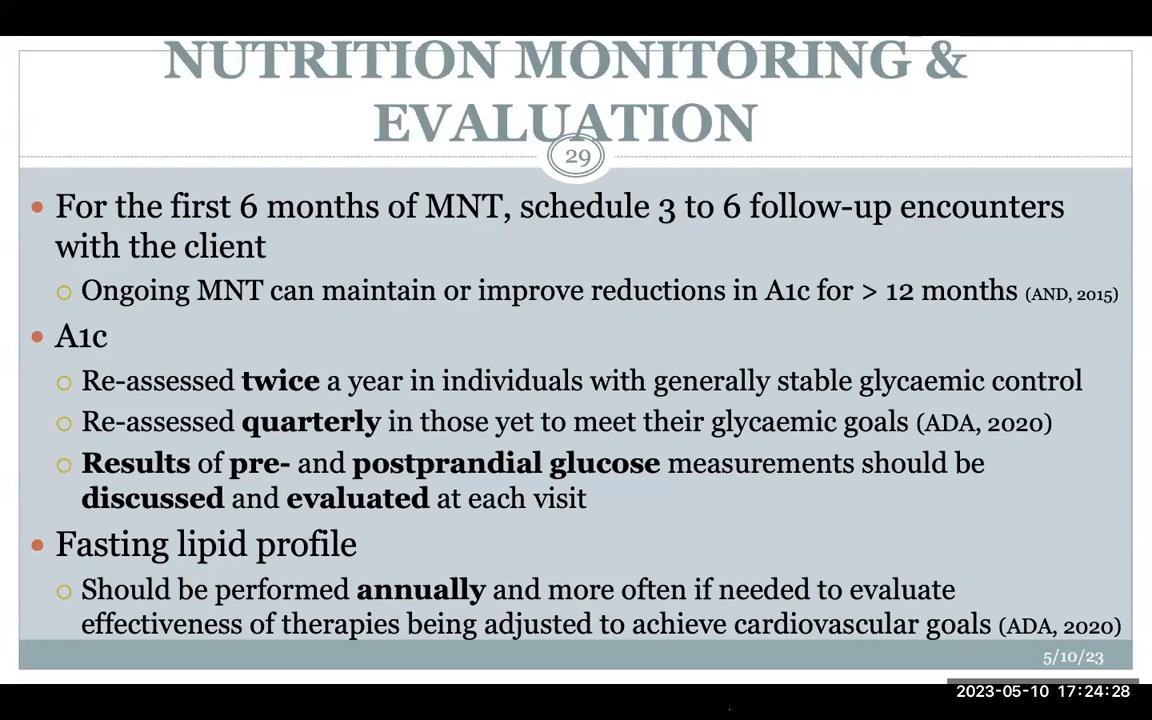 NUTRITION MONITORING &
EVALUATION
29
• For the first 6 months of MNT, schedule 3 to 6 follow-up encounters
with the client
○ Ongoing MNT can maintain or improve reductions in A1c for > 12 months (AND, 2015)
• A1c
○ Re-assessed twice a year in individuals with generally stable glycaemic control
○ Re-assessed quarterly in those yet to meet their glycaemic goals (ADA, 2020)
○ Results of pre- and postprandial glucose measurements should be
discussed and evaluated at each visit
• Fasting lipid profile
○ Should be performed annually and more often if needed to evaluate
effectiveness of therapies being adjusted to achieve cardiovascular goals (ADA, 2020)
5/10/23
2023-05-10 17:24:28